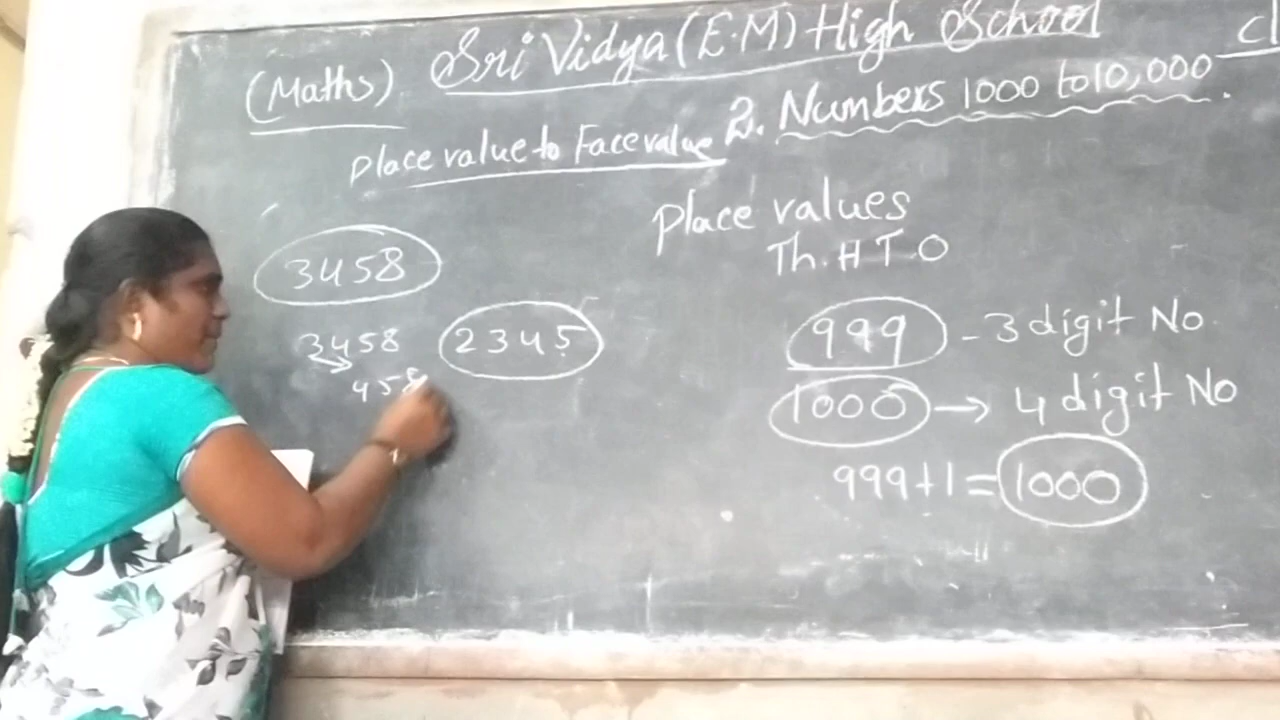 Sri Vidya (E.M) High School
(Maths)
2. Numbers 1000 to 10,000.
Place value to Face value
Place values
Th. H T. O
3458
3458
458
2345
999 - 3 digit No.
1000 → 4 digit No
999+1=1000